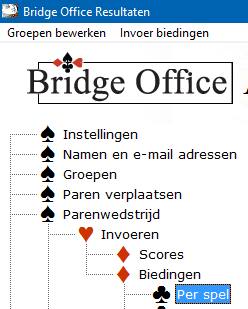 Bridge Office Resultaten
Groepen bewerken Invoer biedingen
Bridge Office
Instellingen
Namen en e-mail adressen
Groepen
Paren verplaatsen
Parenwedstrijd
Invoeren
Scores
Biedingen
Per spel